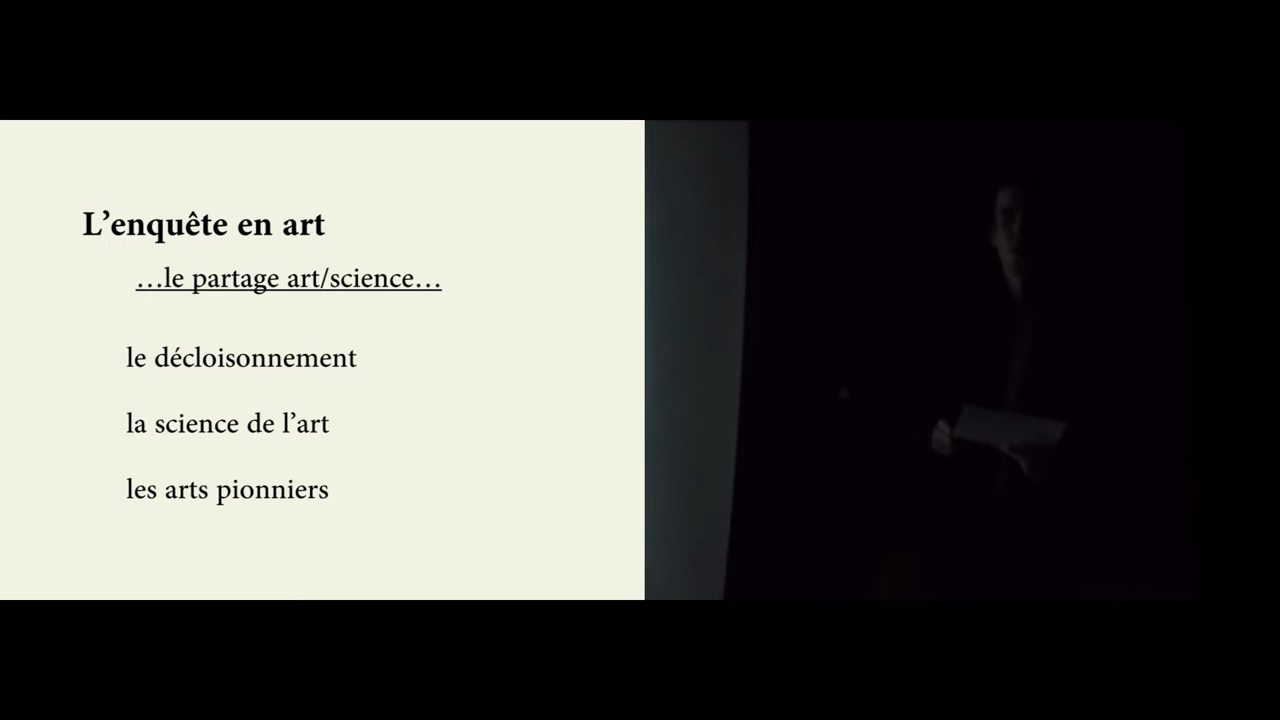 L’enquête en art
…le partage art/science…
le décloisonnement
la science de l’art
les arts pionniers